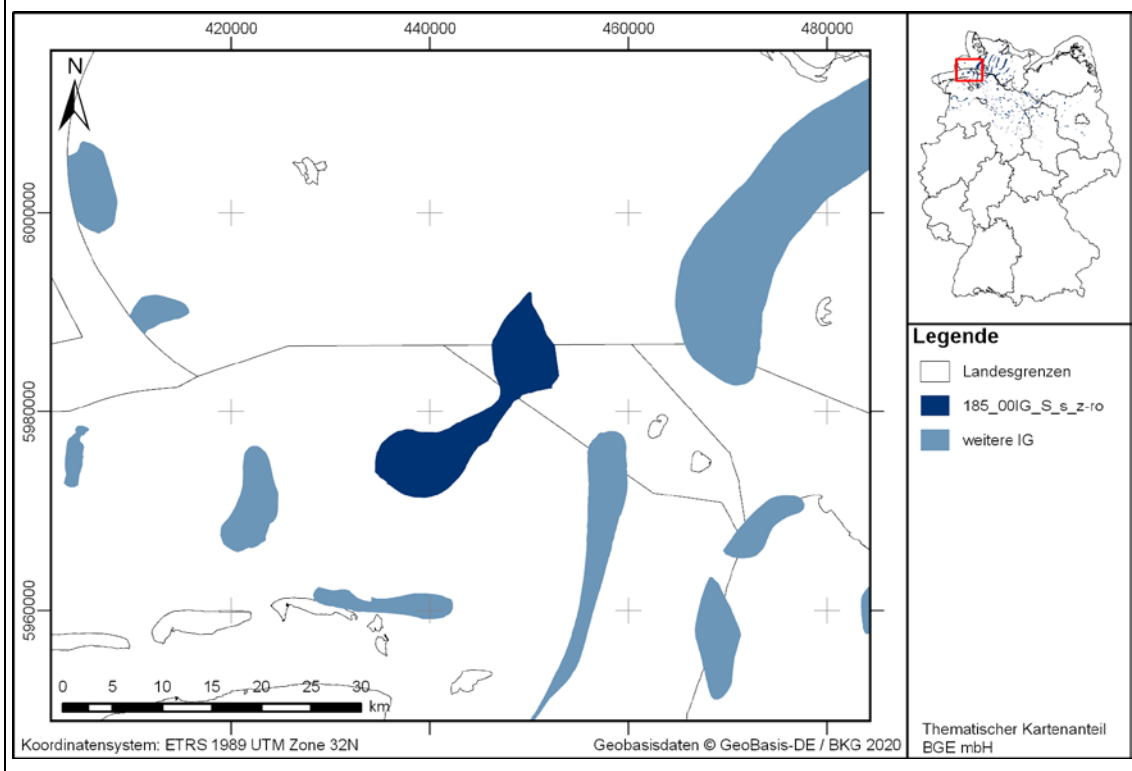 420000 440000 460000 480000
N
6000000
5980000
5960000
0 5 10 15 20 25 30
km
Koordinatensystem: ETRS 1989 UTM Zone 32N
Geobasisdaten © GeoBasis-DE / BKG 2020
Legende
Landesgrenzen
185_00IG_S_s_z-ro
weitere IG
Thematischer Kartenanteil
BGE mbH